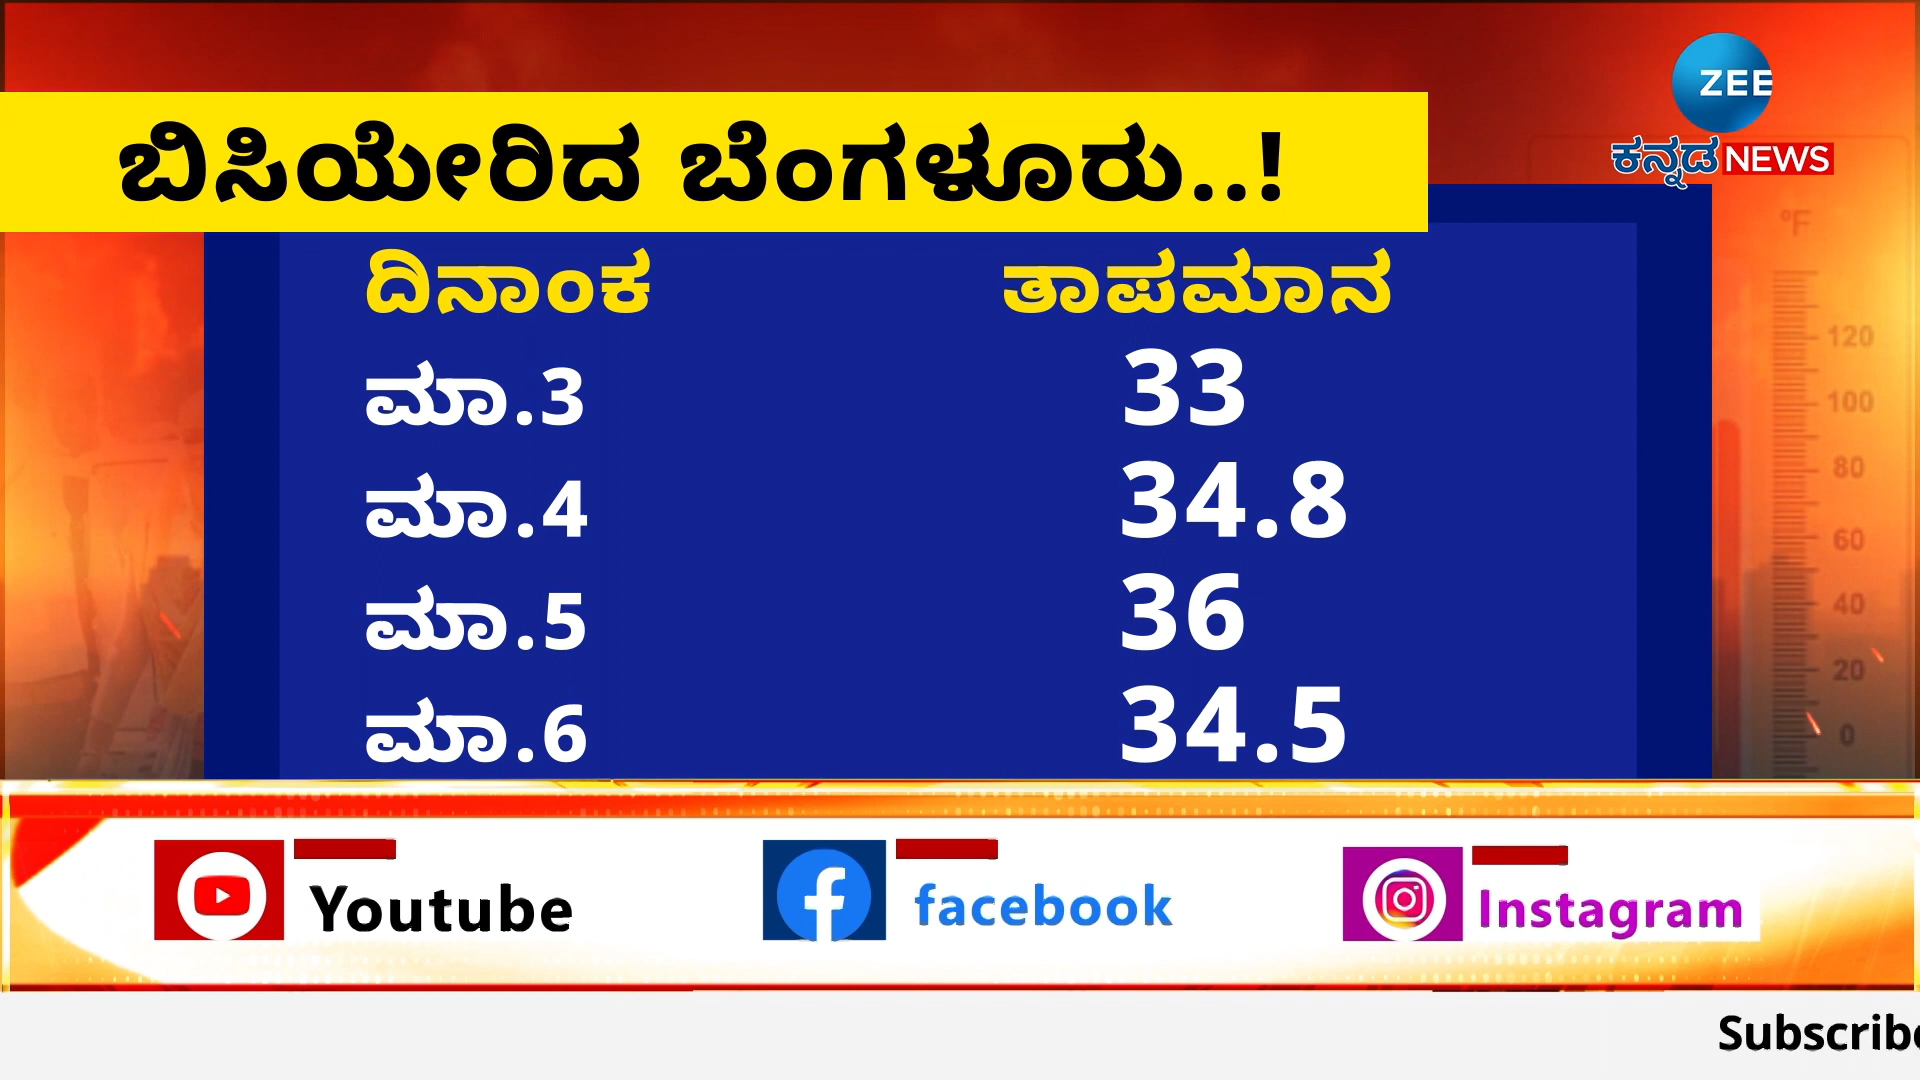 ZEE
ಕನ್ನಡ NEWS
ಬಿಸಿಯೇರಿದ ಬೆಂಗಳೂರು..!
ದಿನಾಂಕ ತಾಪಮಾನ
ಮಾ.3 33
ಮಾ.4 34.8
ಮಾ.5 36
ಮಾ.6 34.5
°F
120
100
80
60
40
20
0
Youtube facebook Instagram
Subscribe